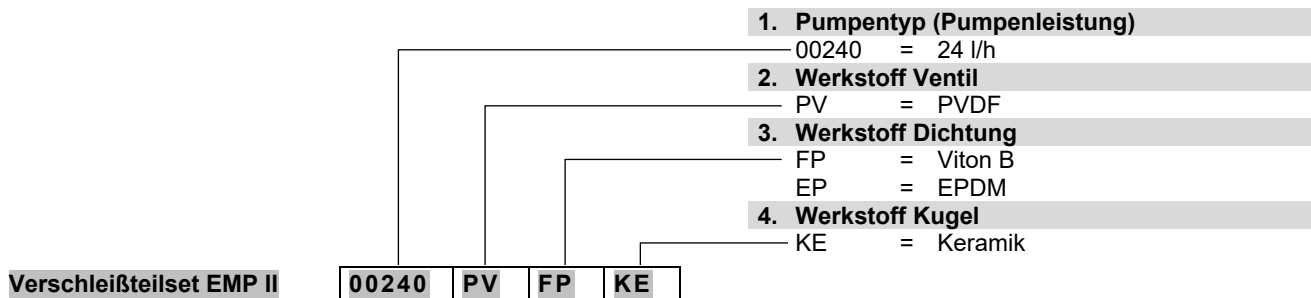 1. Pumpentyp (Pumpenleistung)
00240 = 24 l/h
2. Werkstoff Ventil
PV = PVDF
3. Werkstoff Dichtung
FP = Viton B
EP = EPDM
4. Werkstoff Kugel
KE = Keramik
Verschleißteilset EMP II 00240 PV FP KE